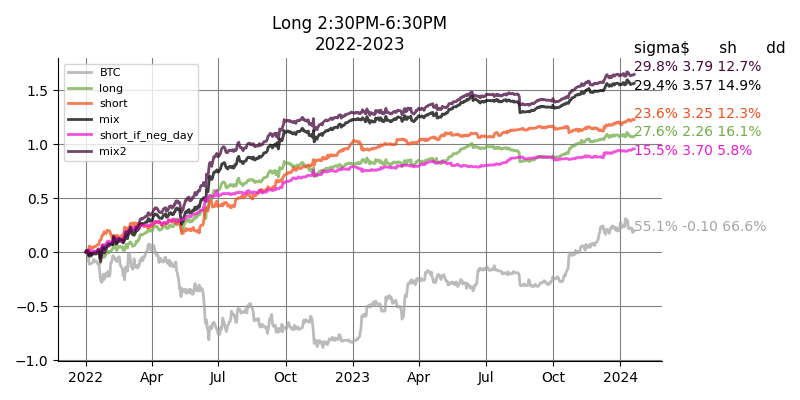 Long 2:30PM-6:30PM
2022-2023
sigma$ sh dd
29.8% 3.79 12.7%
29.4% 3.57 14.9%
23.6% 3.25 12.3%
27.6% 2.26 16.1%
15.5% 3.70 5.8%
55.1% -0.10 66.6%
BTC
long
short
mix
short_if_neg_day
mix2
1.5
1.0
0.5
0.0
−0.5
−1.0
2022 Apr Jul Oct 2023 Apr Jul Oct 2024